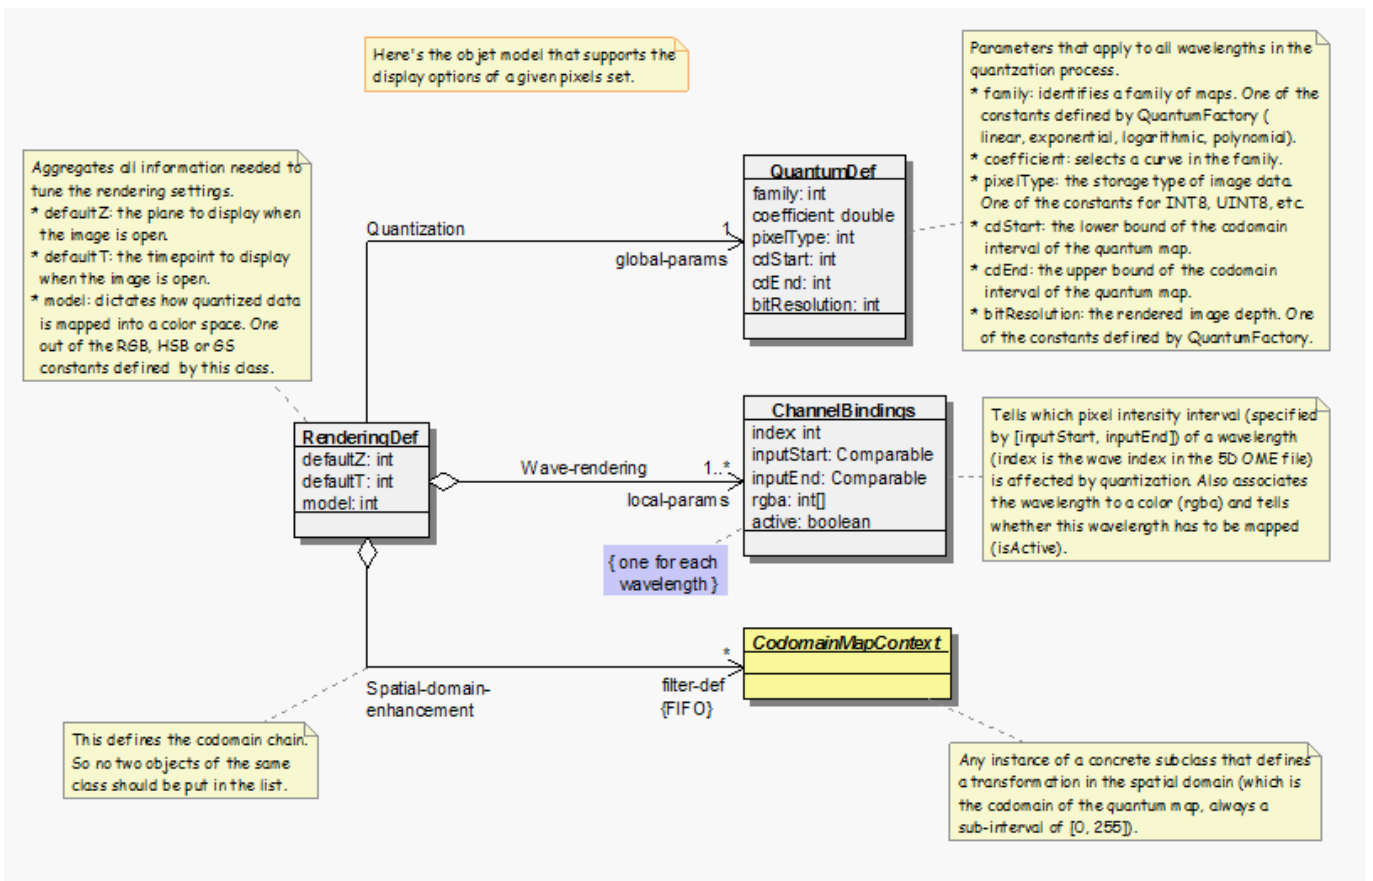 Here's the objet model that supports the
display options of a given pixels set.
Parameters that apply to all wavelengths in the
quantzation process.
* family: identifies a family of maps. One of the
constants defined by QuantumFactory (
linear, exponential, logarithmic, polynomial).
* coefficient: selects a curve in the family.
* pixelType: the storage type of image data.
One of the constants for INT8, UINT8, etc.
* cdStart: the lower bound of the codomain
interval of the quantum map.
* cdEnd: the upper bound of the codomain
interval of the quantum map.
* bitResolution: the rendered image depth. One
of the constants defined by QuantumFactory.
Aggregates all information needed to
tune the rendering settings.
* defaultZ: the plane to display when
the image is open.
* defaultT: the timepoint to display
when the image is open.
* model: dictates how quantized data
is mapped into a color space. One
out of the RGB, HSB or GS
constants defined by this class.
QuantumDef
family: int
coefficient: double
pixelType: int
cdStart: int
cdEnd: int
bitResolution: int
Quantization
1
global-params
RenderingDef
defaultZ: int
defaultT: int
model: int
Wave-rendering
1..*
local-params
ChannelBindings
index: int
inputStart: Comparable
inputEnd: Comparable
rgba: int[]
active: boolean
Tells which pixel intensity interval (specified
by [inputStart, inputEnd]) of a wavelength
(index is the wave index in the 5D OME file)
is affected by quantization. Also associates
the wavelength to a color (rgba) and tells
whether this wavelength has to be mapped
(isActive).
{ one for each
wavelength }
CodomainMapContext
*
Spatial-domain-
enhancement
filter-def
{FIFO}
This defines the codomain chain.
So no two objects of the same
class should be put in the list.
Any instance of a concrete subclass that defines
a transformation in the spatial domain (which is
the codomain of the quantum map, always a
sub-interval of [0, 255]).